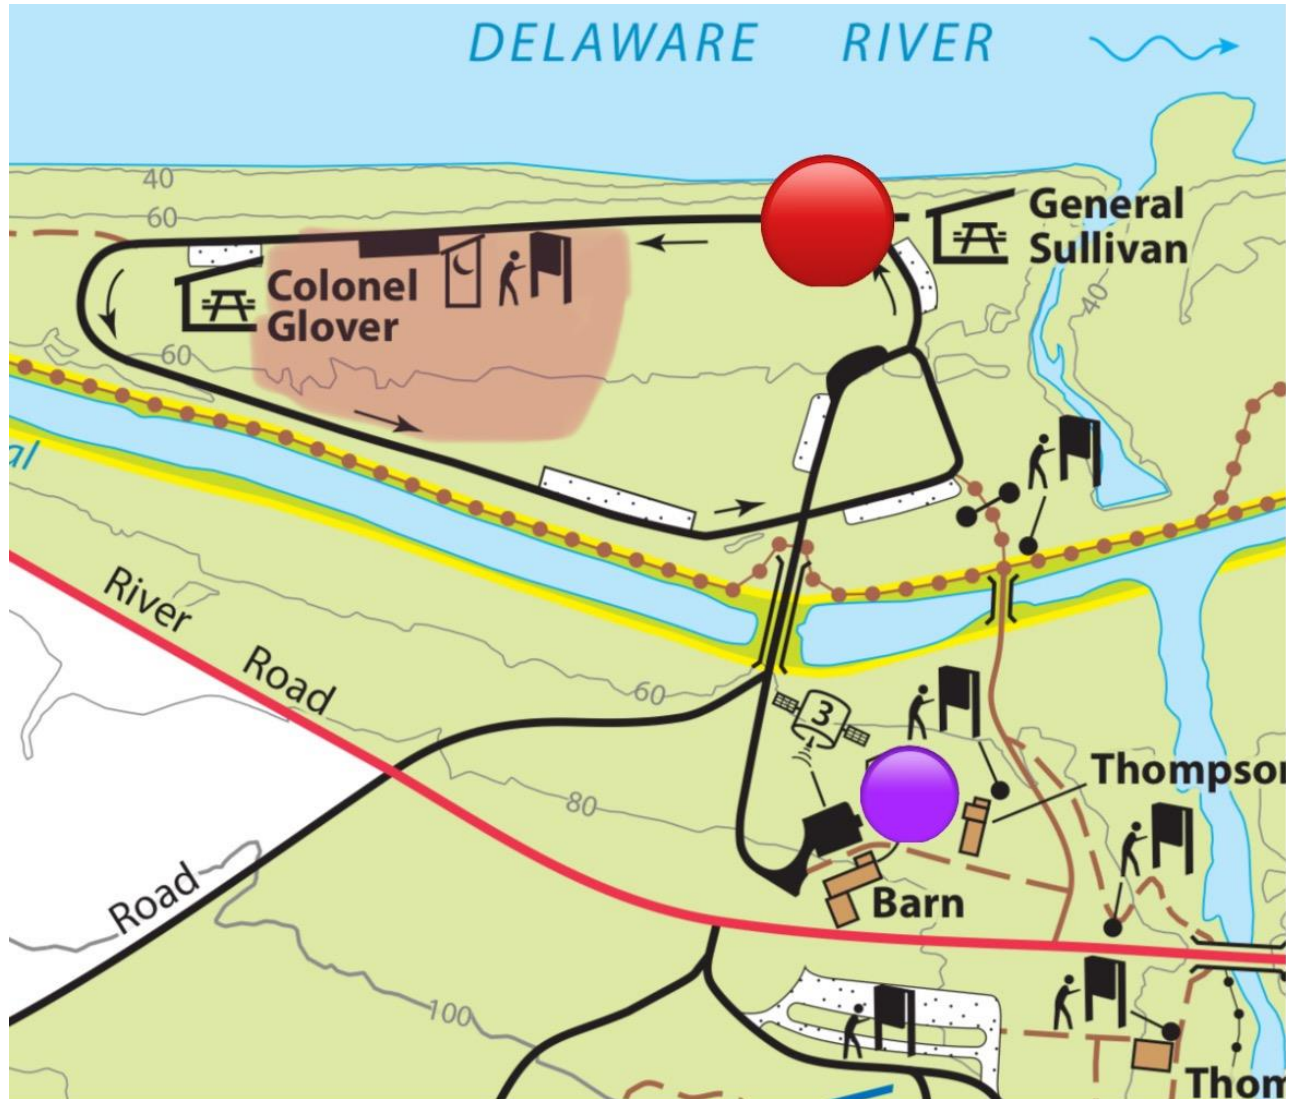 DELAWARE RIVER
40
60
General
Sullivan
Colonel
Glover
60
40
al
River Road
60
3
Thompson
80
Road
Barn
100
Thom